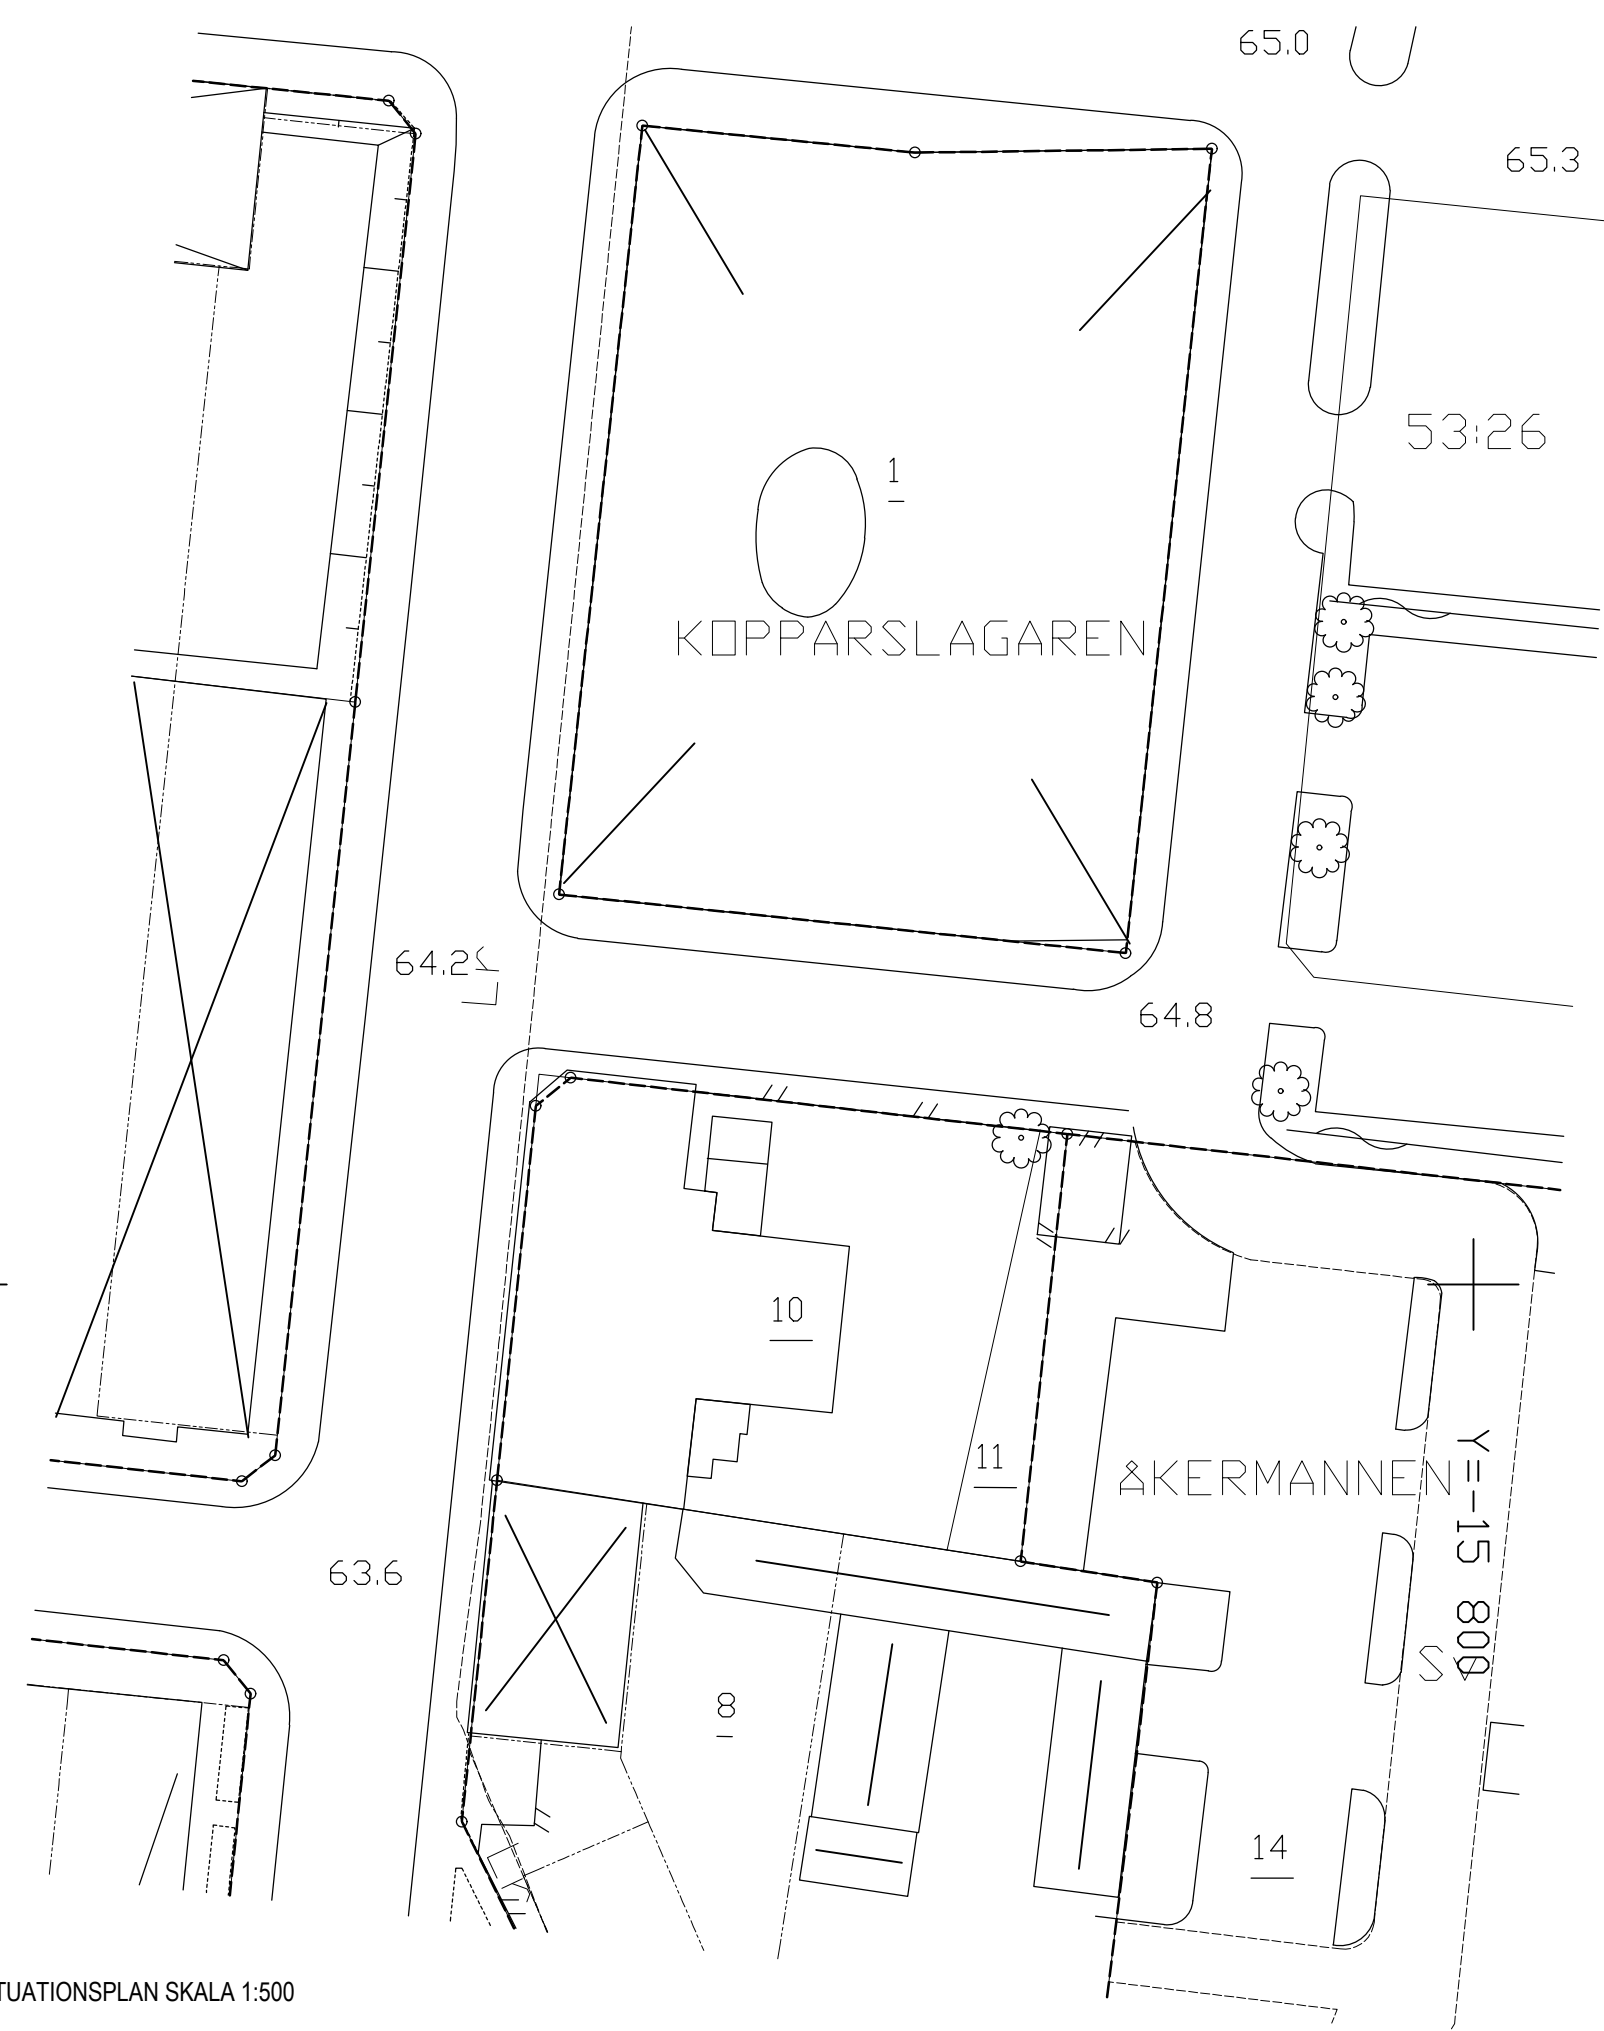 65.0
65.3
53:26
1
KOPPARSLAGAREN
64.2
64.8
10
11
ÅKERMANNEN
Y=-15 800
63.6
8
14
TUATIONSPLAN SKALA 1:500